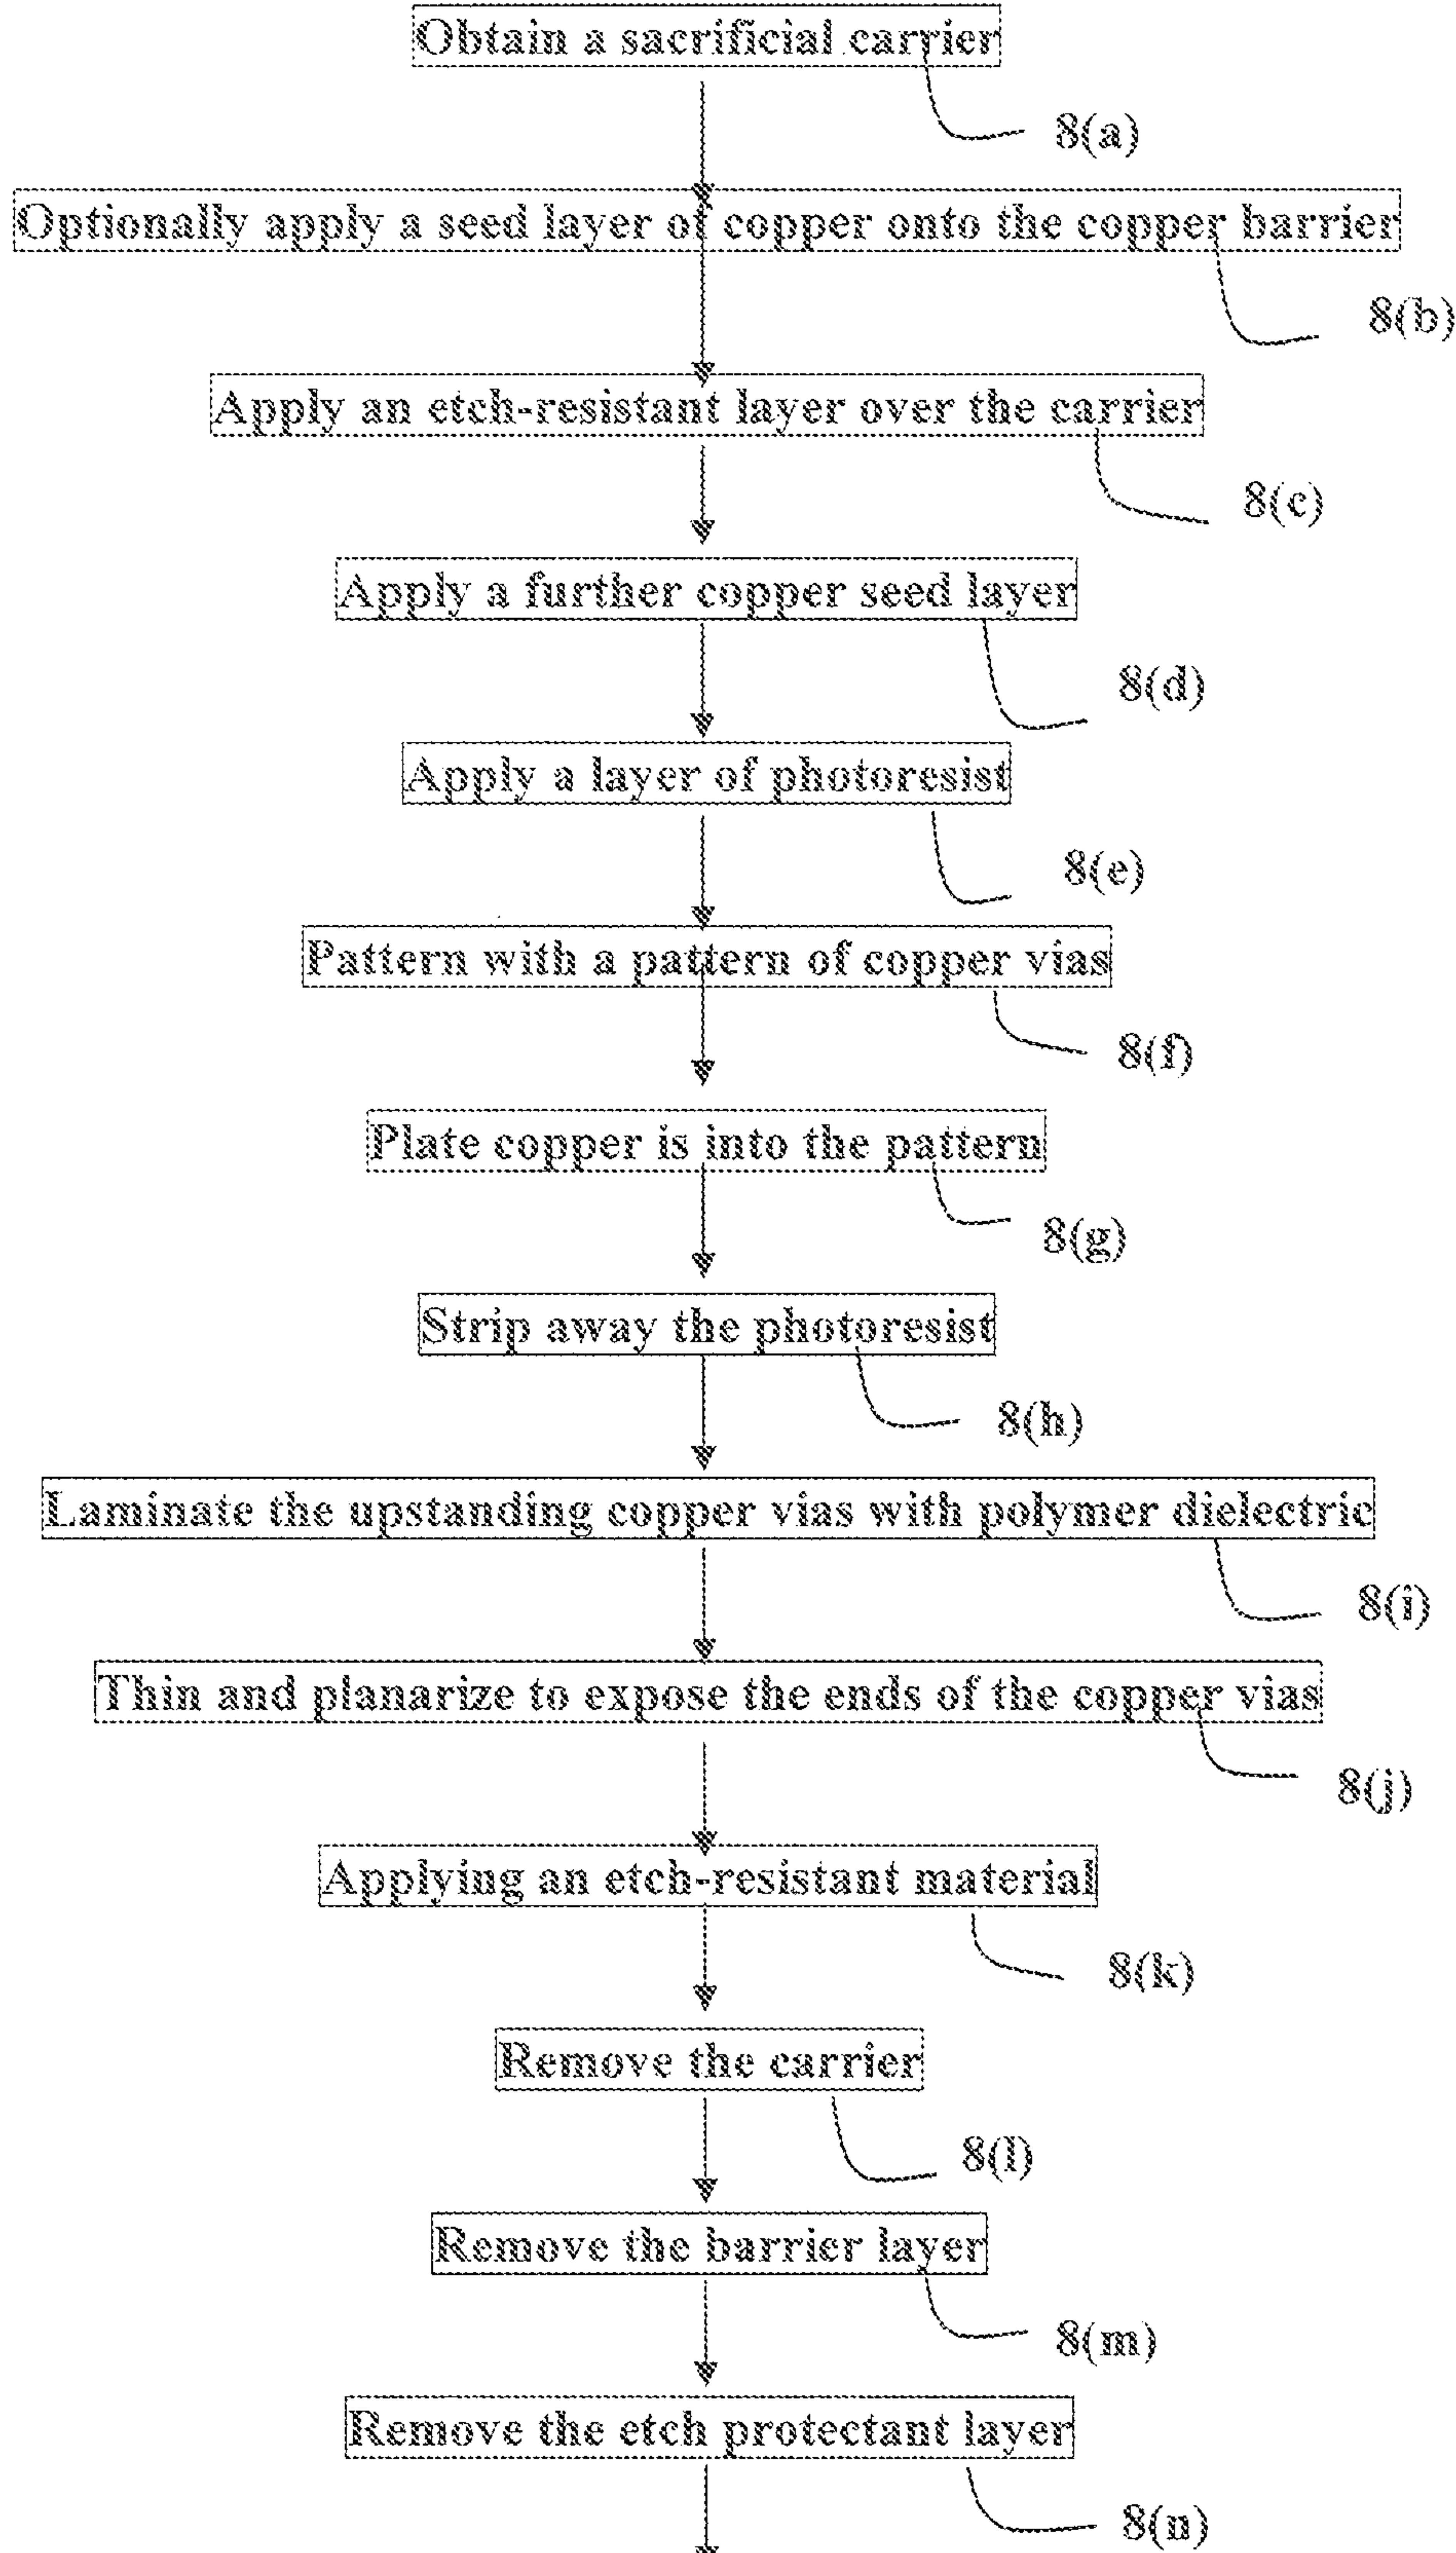 Obtain a sacrificial carrier
8(a)
Optionally apply a seed layer of copper onto the copper barrier
8(b)
Apply an etch-resistant layer over the carrier
8(c)
Apply a further copper seed layer
8(d)
Apply a layer of photoresist
8(e)
Pattern with a pattern of copper vias
8(f)
Plate copper is into the pattern
8(g)
Strip away the photoresist
8(h)
Laminate the upstanding copper vias with polymer dielectric
8(i)
Thin and planarize to expose the ends of the copper vias
8(j)
Applying an etch-resistant material
8(k)
Remove the carrier
8(l)
Remove the barrier layer
8(m)
Remove the etch protectant layer
8(n)